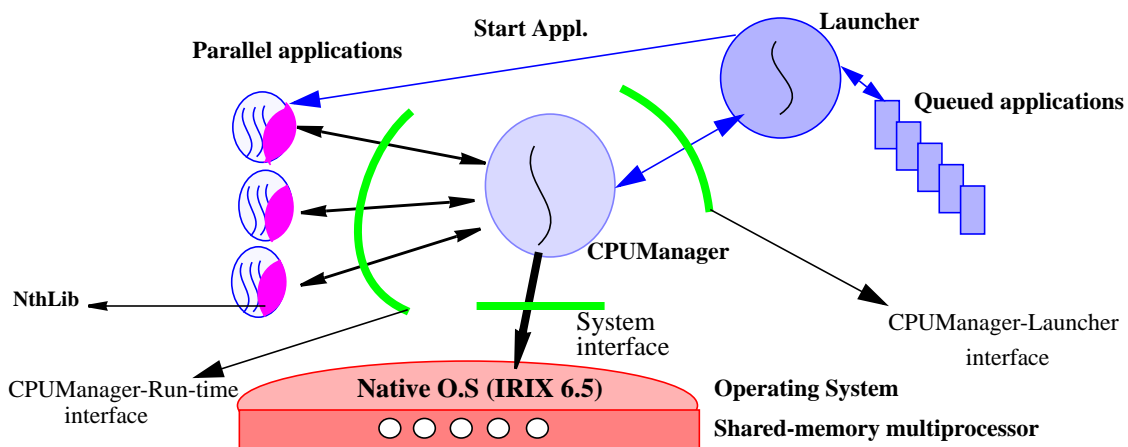 Launcher
Start Appl.
Parallel applications
Queued applications
CPUManager
NthLib
System
interface
CPUManager-Launcher
interface
CPUManager-Run-time
interface
Native O.S (IRIX 6.5)
Operating System
Shared-memory multiprocessor